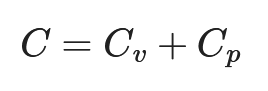 C = C_v + C_p